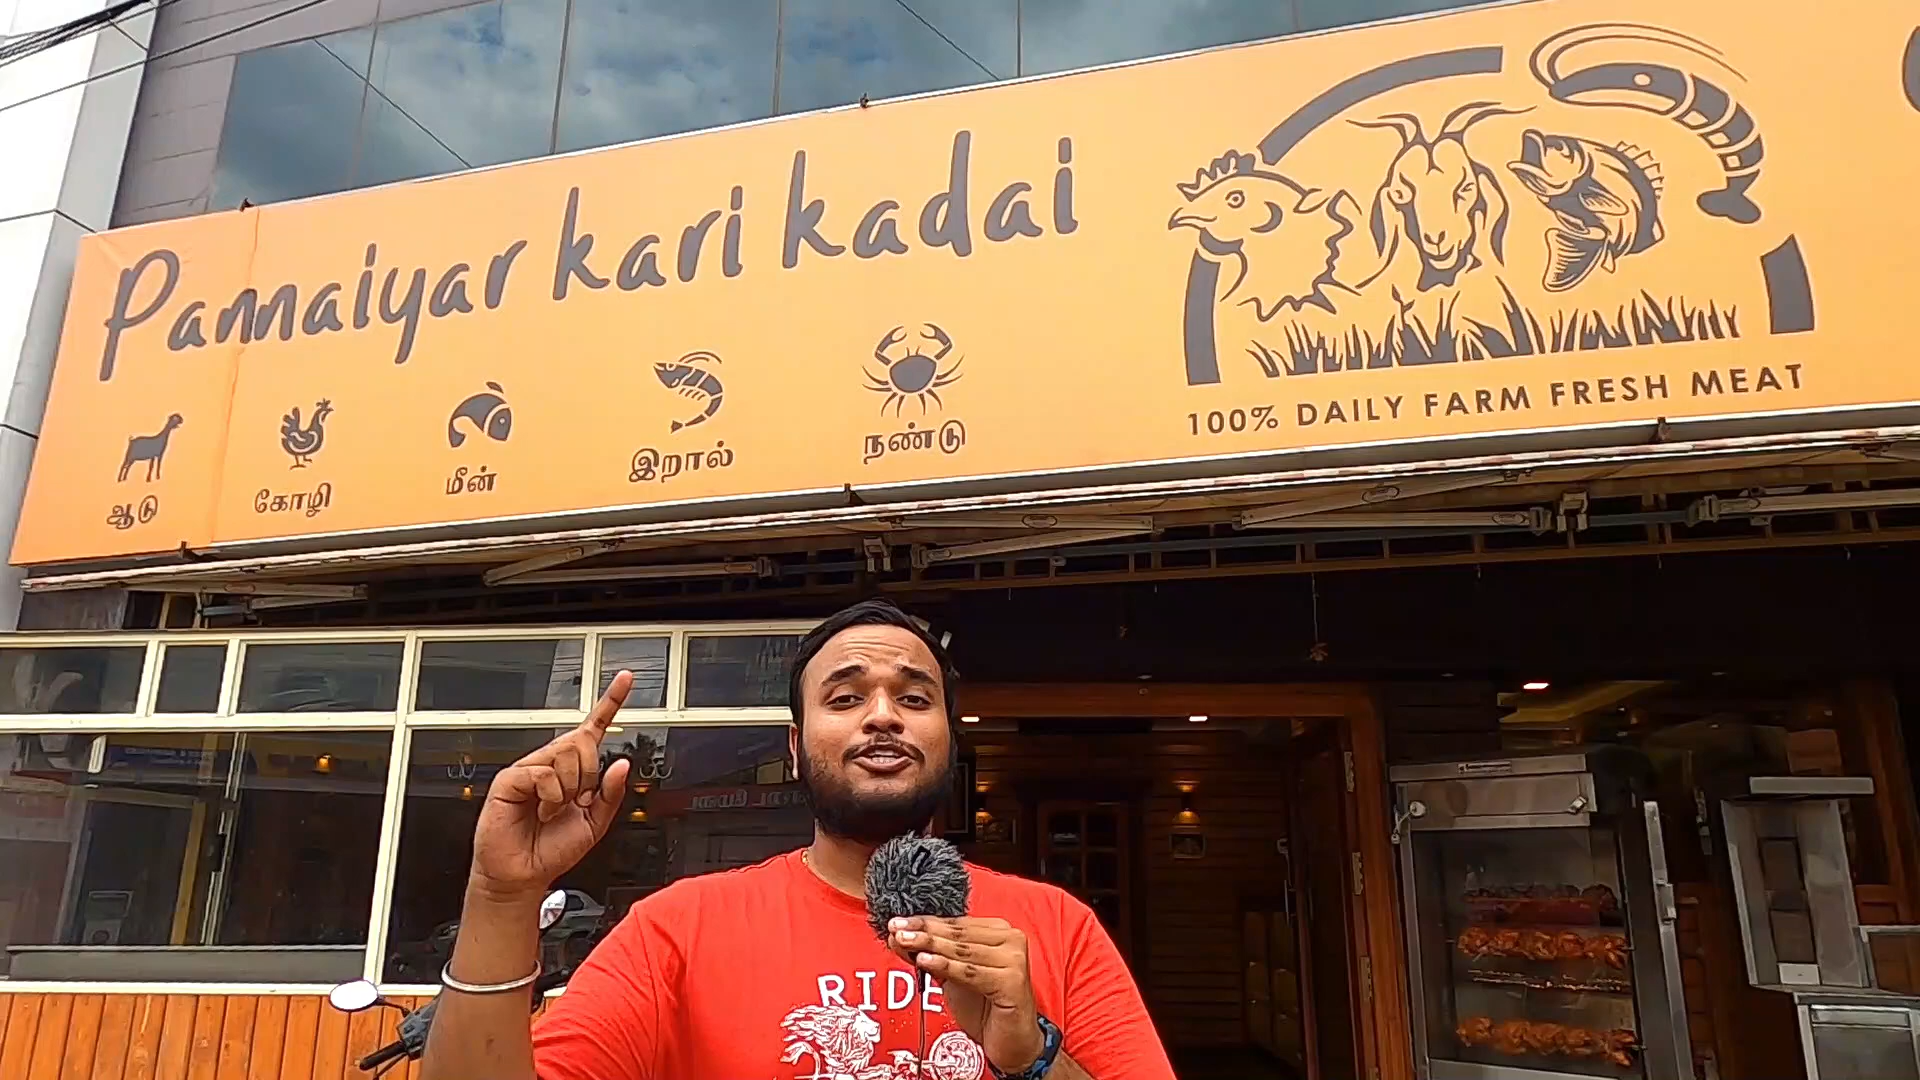 Pannaiyar kari kadai
ஆடு
கோழி
மீன்
இறால்
நண்டு
100% DAILY FARM FRESH MEAT
RIDE